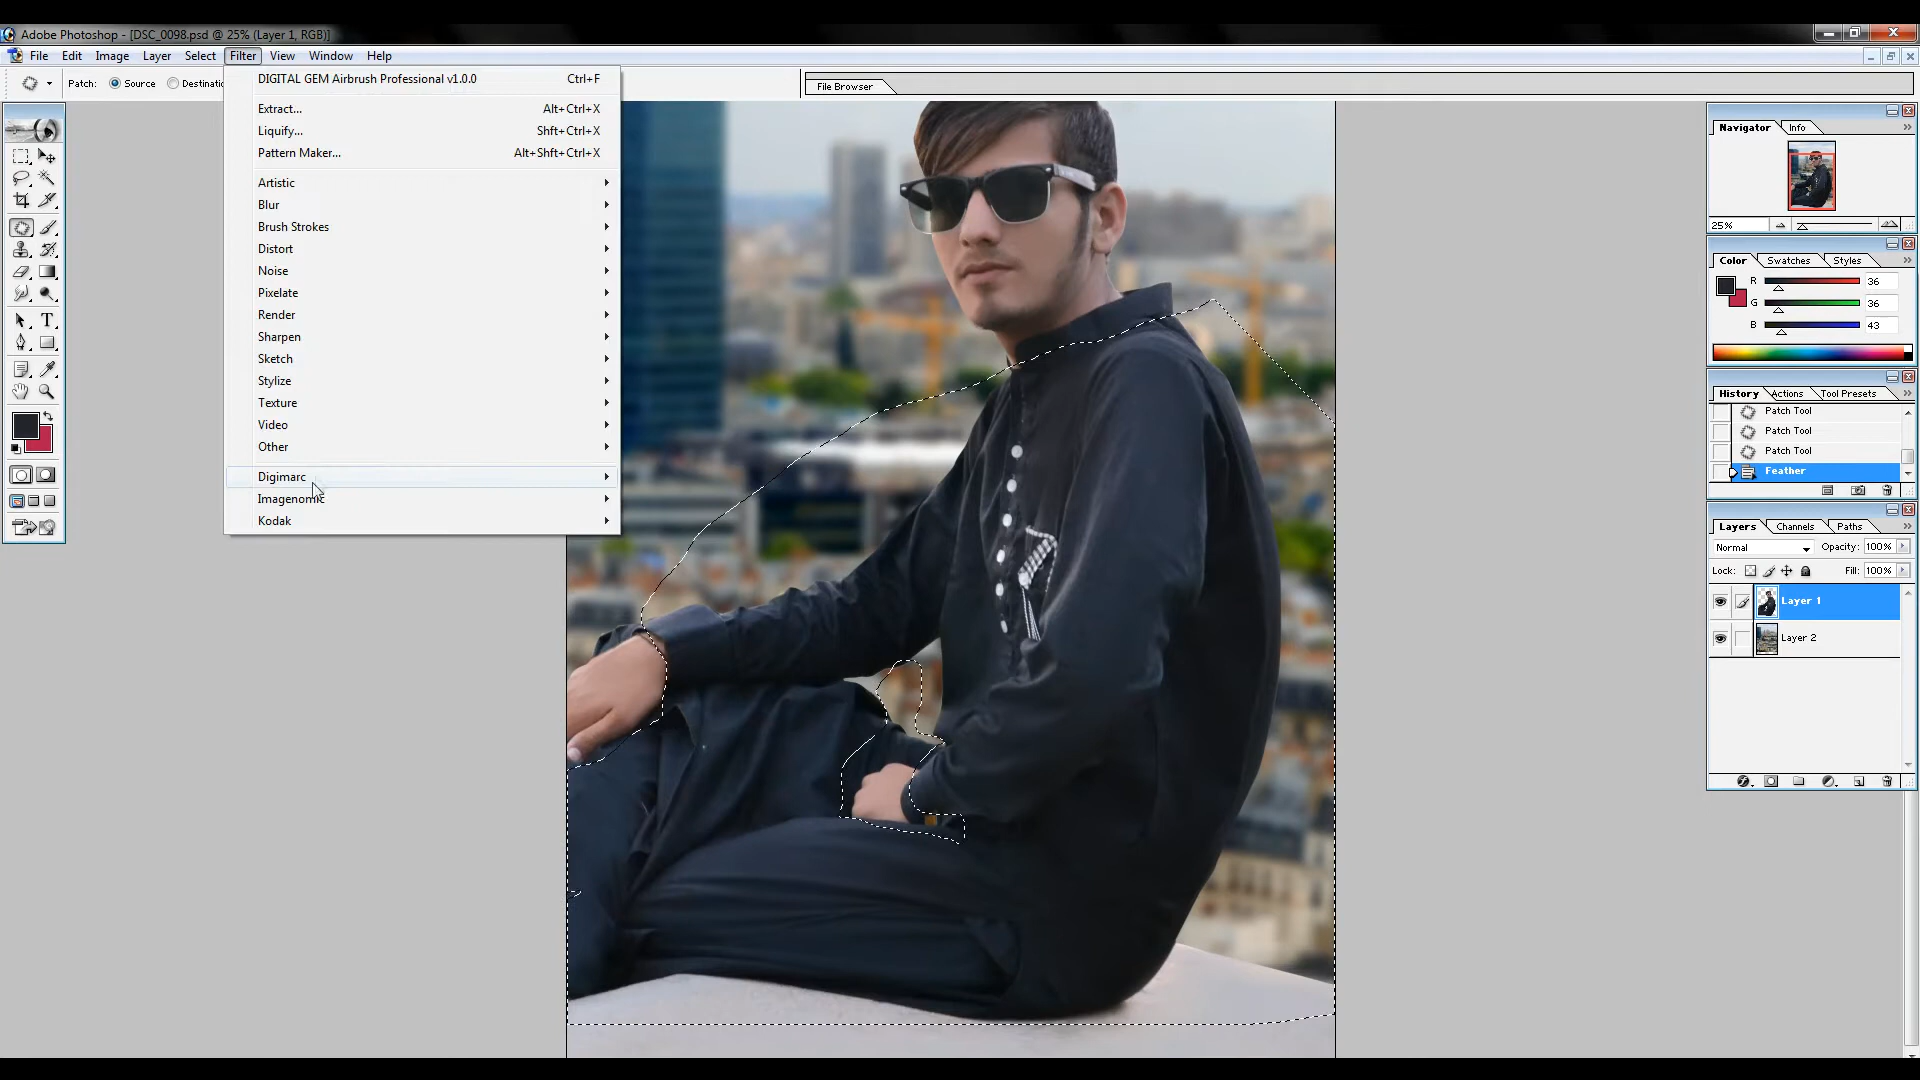 Adobe Photoshop - [DSC_0098.psd @ 25% (Layer 1, RGB)]
File Edit Image Layer Select Filter View Window Help
Patch: Source Destinatio
File Browser
DIGITAL GEM Airbrush Professional v1.0.0 Ctrl+F
Extract... Alt+Ctrl+X
Liquify... Shft+Ctrl+X
Pattern Maker... Alt+Shft+Ctrl+X
Artistic
Blur
Brush Strokes
Distort
Noise
Pixelate
Render
Sharpen
Sketch
Stylize
Texture
Video
Other
Digimarc
Imagenomic
Kodak
Navigator Info
25%
Color Swatches Styles
R 36
G 36
B 43
History Actions Tool Presets
Patch Tool
Patch Tool
Patch Tool
Feather
Layers Channels Paths
Normal Opacity: 100%
Lock: Fill: 100%
Layer 1
Layer 2